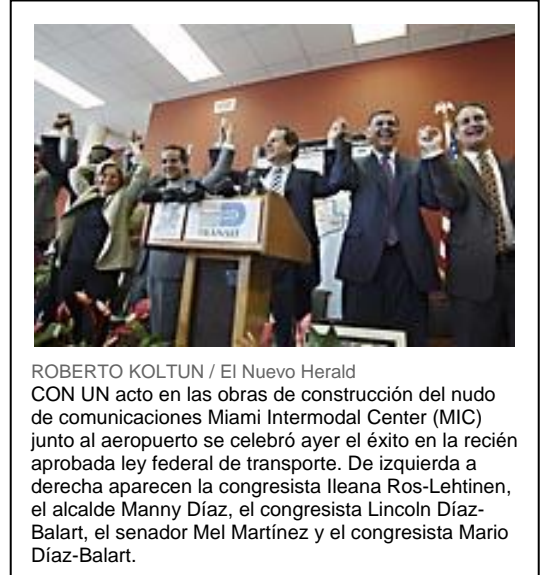 TRANSIT
ROBERTO KOLTUN / El Nuevo Herald
CON UN acto en las obras de construcción del nudo
de comunicaciones Miami Intermodal Center (MIC)
junto al aeropuerto se celebró ayer el éxito en la recién
aprobada ley federal de transporte. De izquierda a
derecha aparecen la congresista Ileana Ros-Lehtinen,
el alcalde Manny Díaz, el congresista Lincoln Díaz-
Balart, el senador Mel Martínez y el congresista Mario
Díaz-Balart.